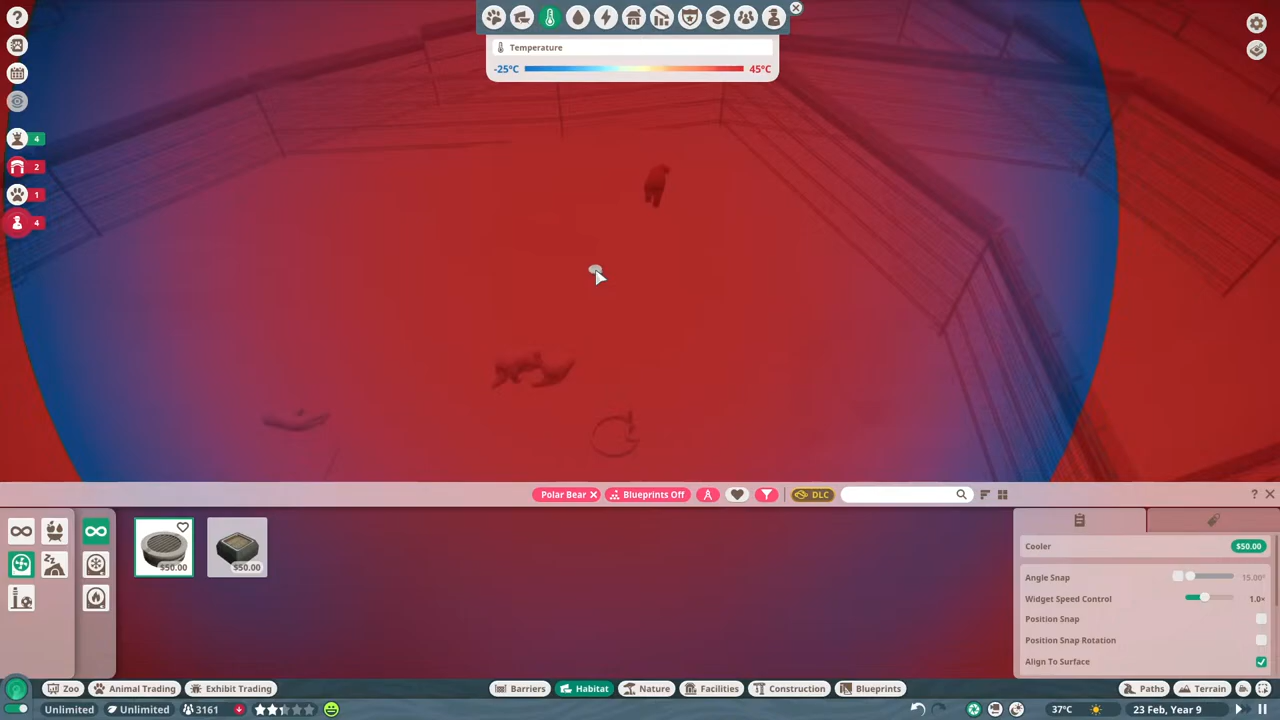 Temperature
-25°C 45°C
4
2
1
4
Polar Bear Blueprints Off DLC
$50.00 $50.00
Cooler $50.00
Angle Snap 15.00°
Widget Speed Control 1.0×
Position Snap
Position Snap Rotation
Align To Surface
Zoo Animal Trading Exhibit Trading Barriers Habitat Nature Facilities Construction Blueprints Paths Terrain
Unlimited Unlimited 3161 37°C 23 Feb, Year 9